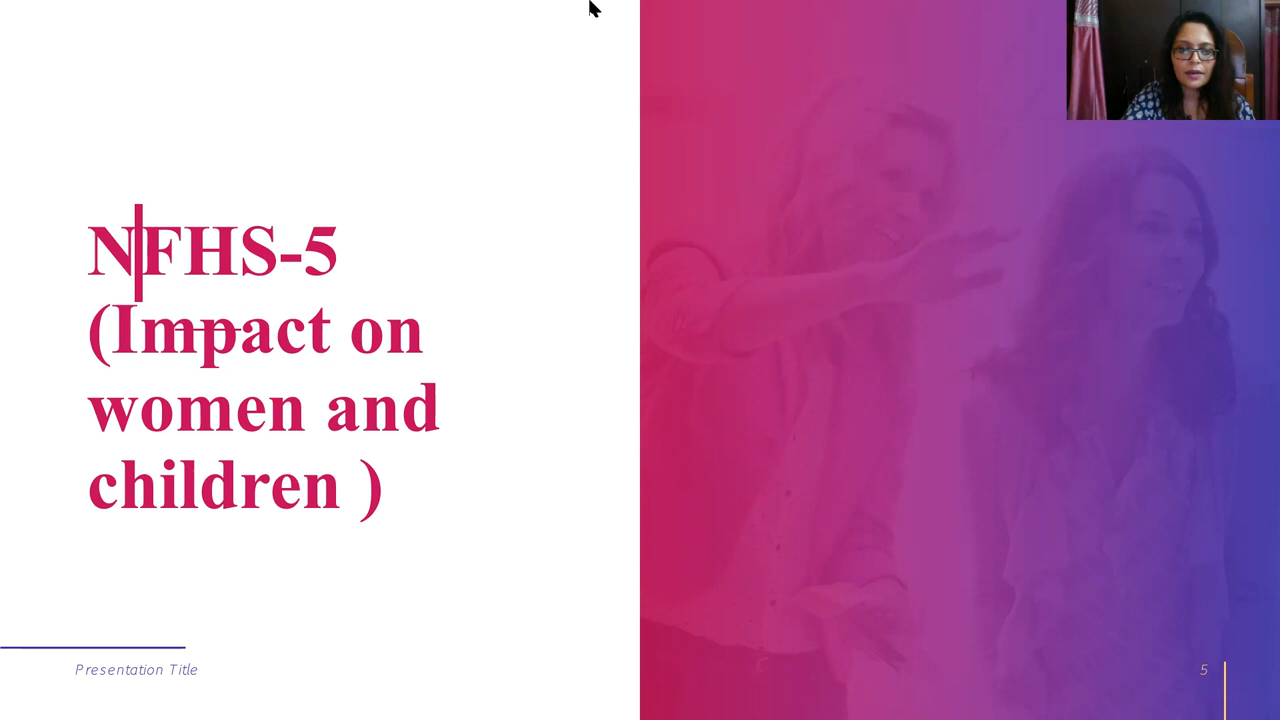 NFHS-5
(Impact on
women and
children )
Presentation Title
5